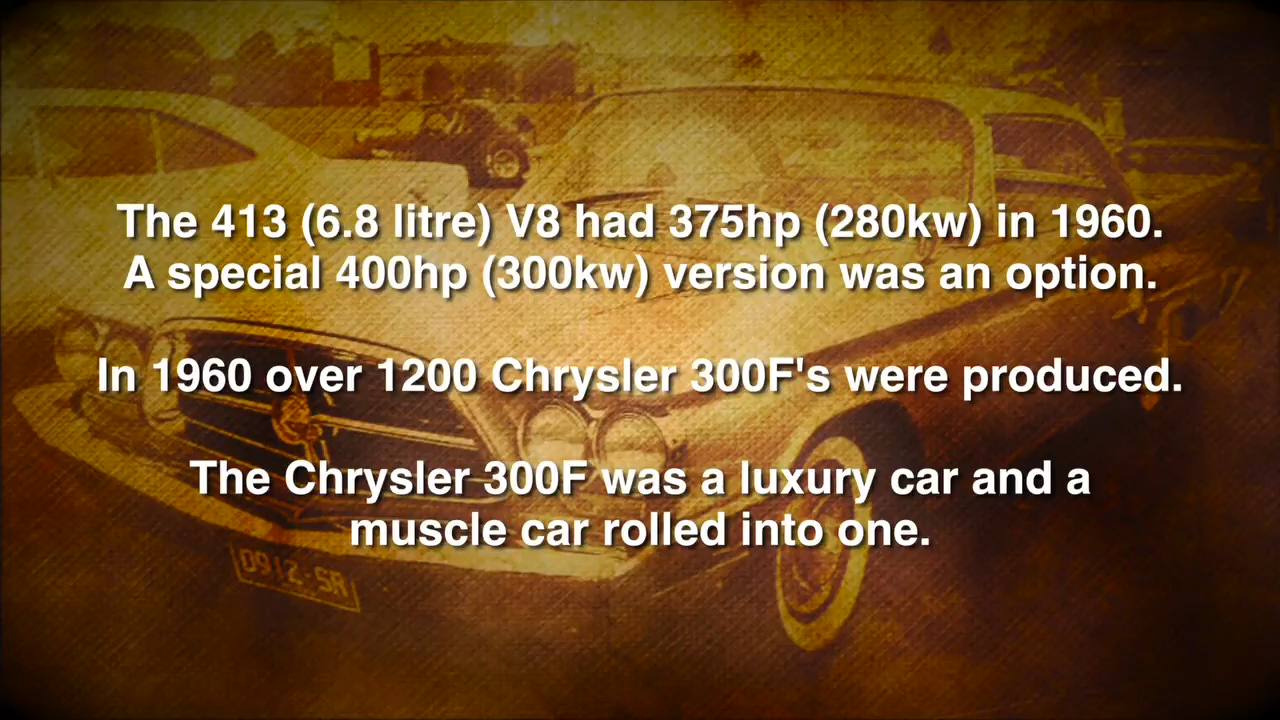 The 413 (6.8 litre) V8 had 375hp (280kw) in 1960.
A special 400hp (300kw) version was an option.
In 1960 over 1200 Chrysler 300F's were produced.
The Chrysler 300F was a luxury car and a
muscle car rolled into one.
0912-SR